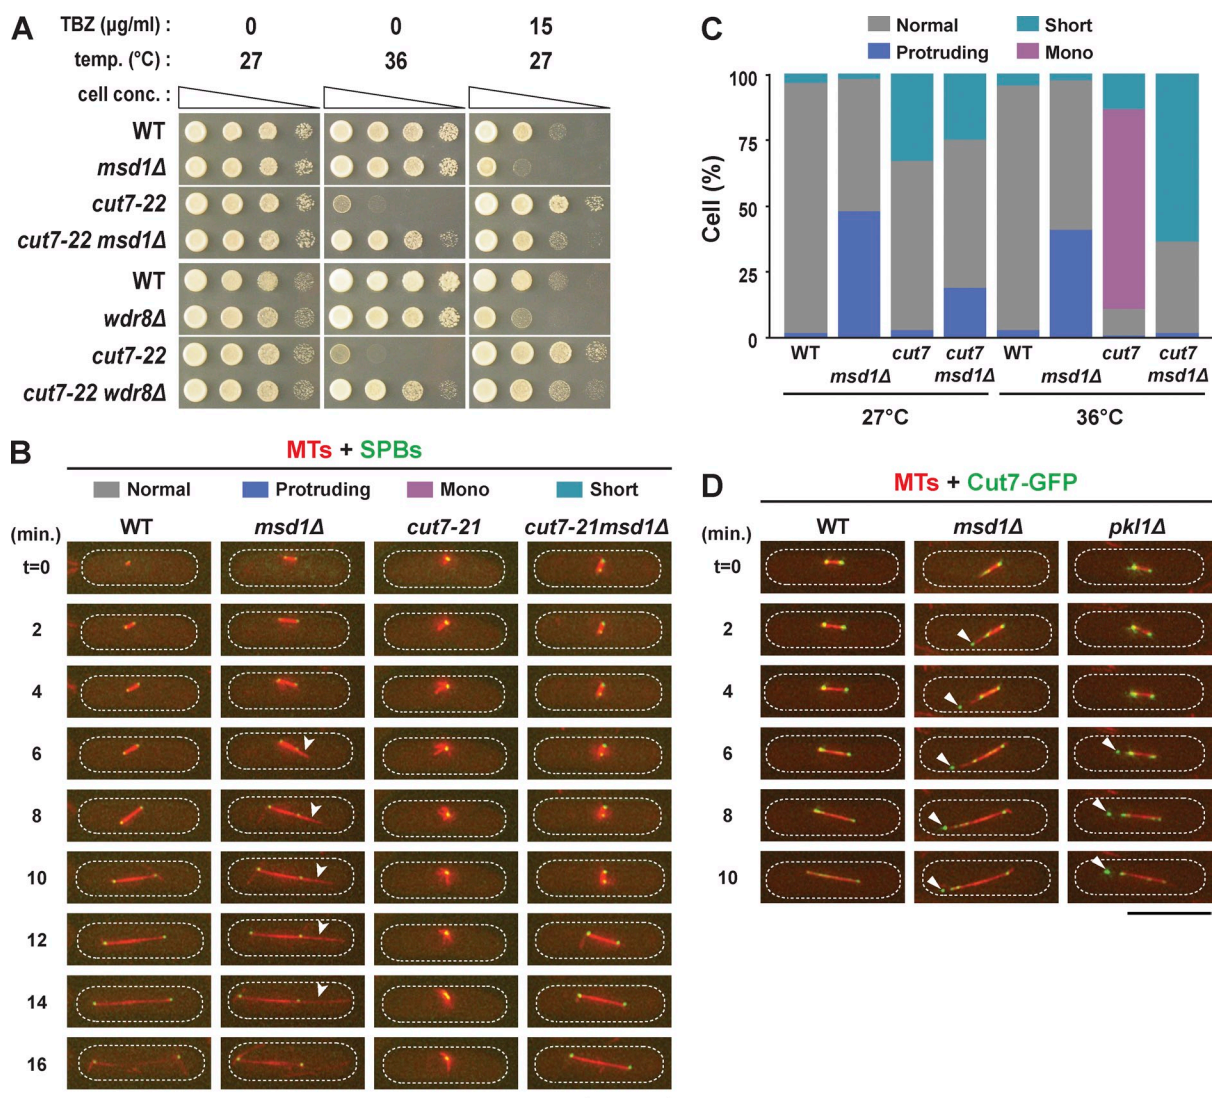 A
TBZ (µg/ml) : 0 0 15
temp. (°C) : 27 36 27
cell conc. :
WT
msd1Δ
cut7-22
cut7-22 msd1Δ
WT
wdr8Δ
cut7-22
cut7-22 wdr8Δ
C
Normal Short
Protruding Mono
Cell (%)
100
75
50
25
0
WT msd1Δ cut7 cut7 msd1Δ WT msd1Δ cut7 cut7 msd1Δ
27°C 36°C
B
MTs + SPBs
Normal Protruding Mono Short
(min.) WT msd1Δ cut7-21 cut7-21msd1Δ
t=0
2
4
6
8
10
12
14
16
D
MTs + Cut7-GFP
(min.) WT msd1Δ pkl1Δ
t=0
2
4
6
8
10